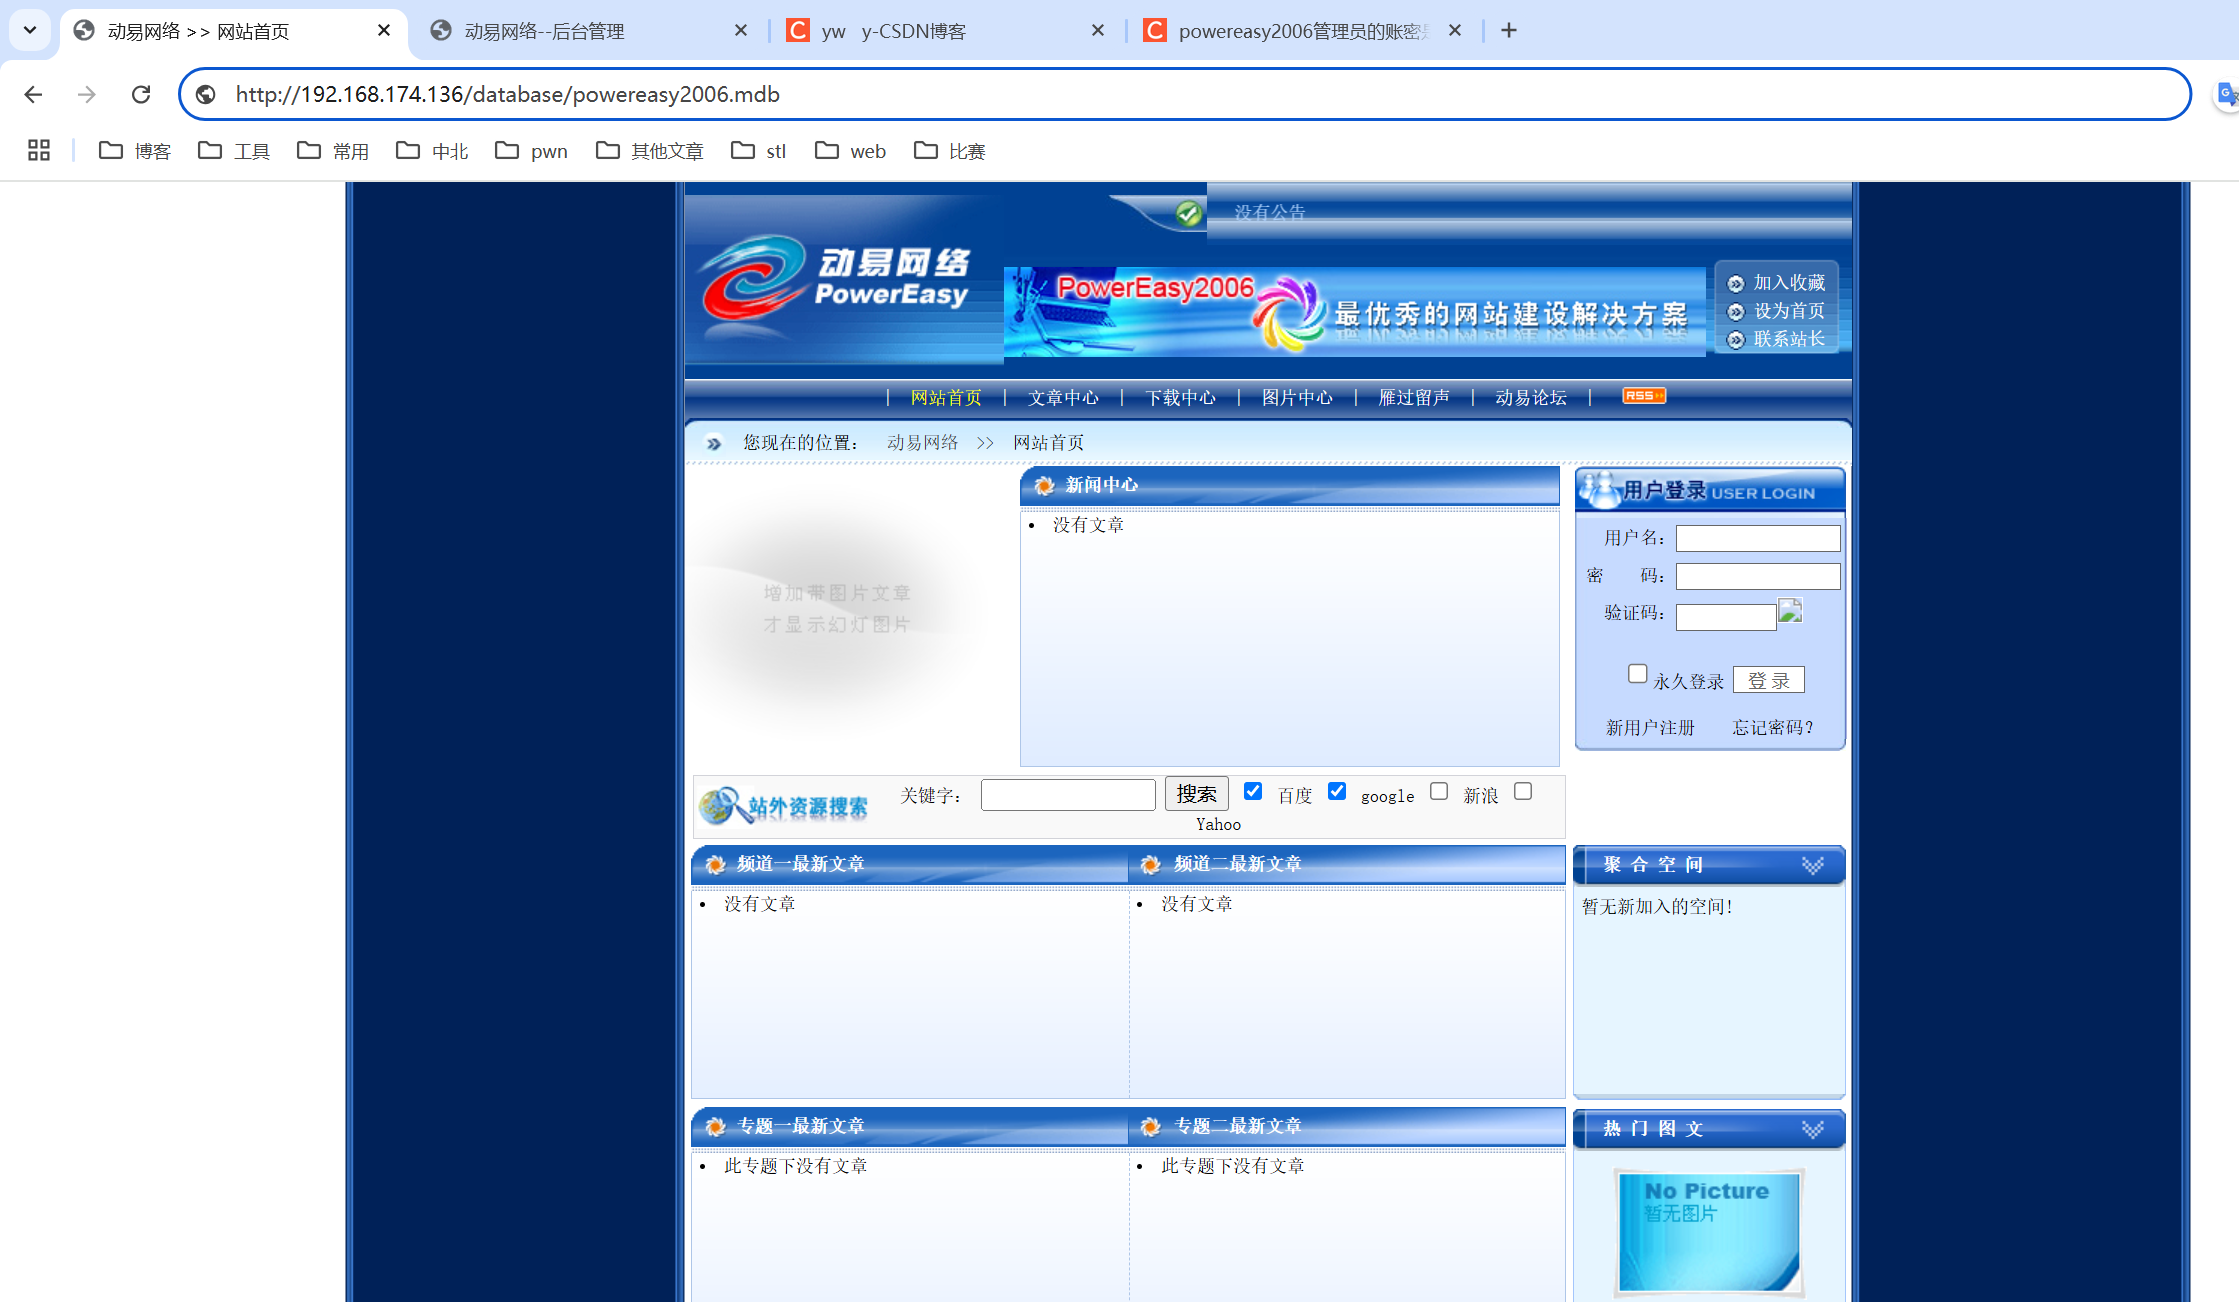 动易网络 >> 网站首页
动易网络--后台管理
yw y-CSDN博客
powereasy2006管理员的账密
http://192.168.174.136/database/powereasy2006.mdb
博客
工具
常用
中北
pwn
其他文章
stl
web
比赛
没有公告
动易网络
PowerEasy
PowerEasy2006
最优秀的网站建设解决方案
加入收藏
设为首页
联系站长
| 网站首页 | 文章中心 | 下载中心 | 图片中心 | 雁过留声 | 动易论坛 | RSS
您现在的位置: 动易网络 >> 网站首页
增加带图片文章
才显示幻灯图片
新闻中心
• 没有文章
用户登录 USER LOGIN
用户名:
密 码:
验证码:
永久登录 登 录
新用户注册 忘记密码?
站外资源搜索
关键字: 搜索 百度 google 新浪
Yahoo
频道一最新文章
• 没有文章
频道二最新文章
• 没有文章
聚 合 空 间
暂无新加入的空间!
专题一最新文章
• 此专题下没有文章
专题二最新文章
• 此专题下没有文章
热 门 图 文
No Picture
暂无图片